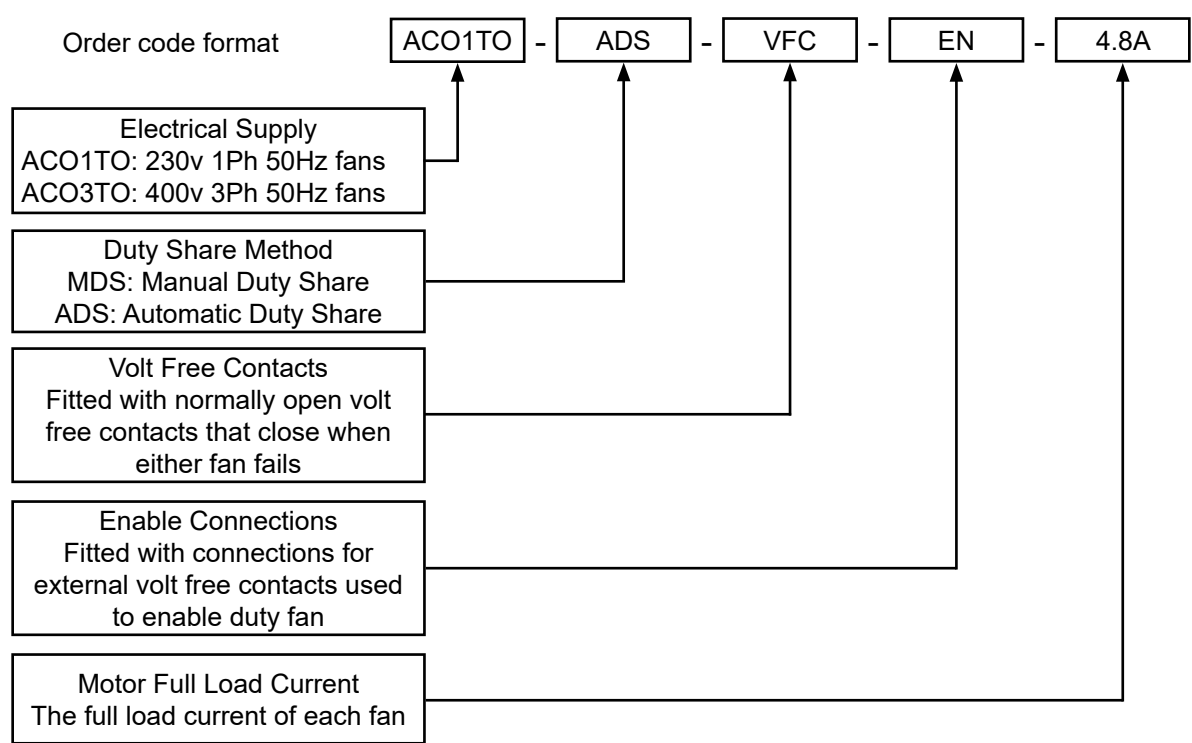 Order code format
ACO1TO - ADS - VFC - EN - 4.8A
Electrical Supply
ACO1TO: 230v 1Ph 50Hz fans
ACO3TO: 400v 3Ph 50Hz fans
Duty Share Method
MDS: Manual Duty Share
ADS: Automatic Duty Share
Volt Free Contacts
Fitted with normally open volt
free contacts that close when
either fan fails
Enable Connections
Fitted with connections for
external volt free contacts used
to enable duty fan
Motor Full Load Current
The full load current of each fan